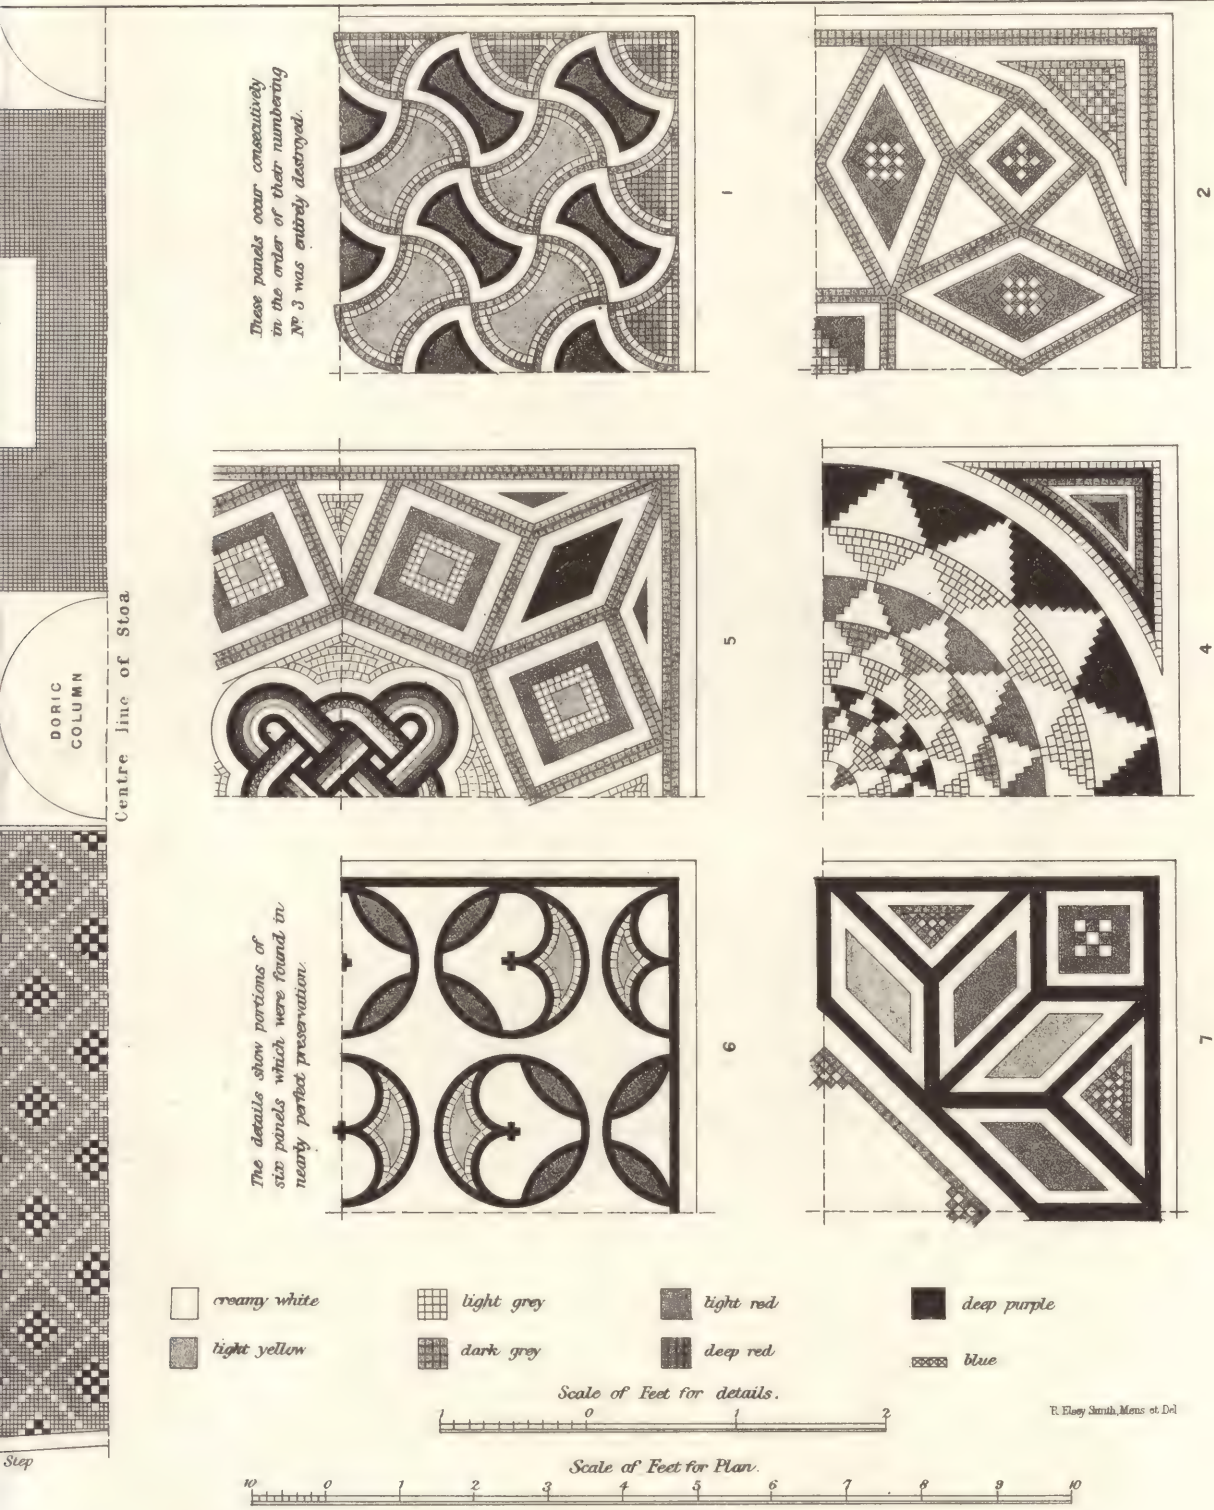 These panels occur consecutively
in the order of their numbering
Nº 3 was entirely destroyed.
1
2
Centre line of Stoa
DORIC
COLUMN
5
4
The details show portions of
six panels which were found in
nearly perfect preservation.
6
7
creamy white
light grey
light red
deep purple
light yellow
dark grey
deep red
blue
Scale of Feet for details.
1 0 1 2
R. Elsey Smith, Mens et Del
Step
Scale of Feet for Plan.
10 0 1 2 3 4 5 6 7 8 9 10